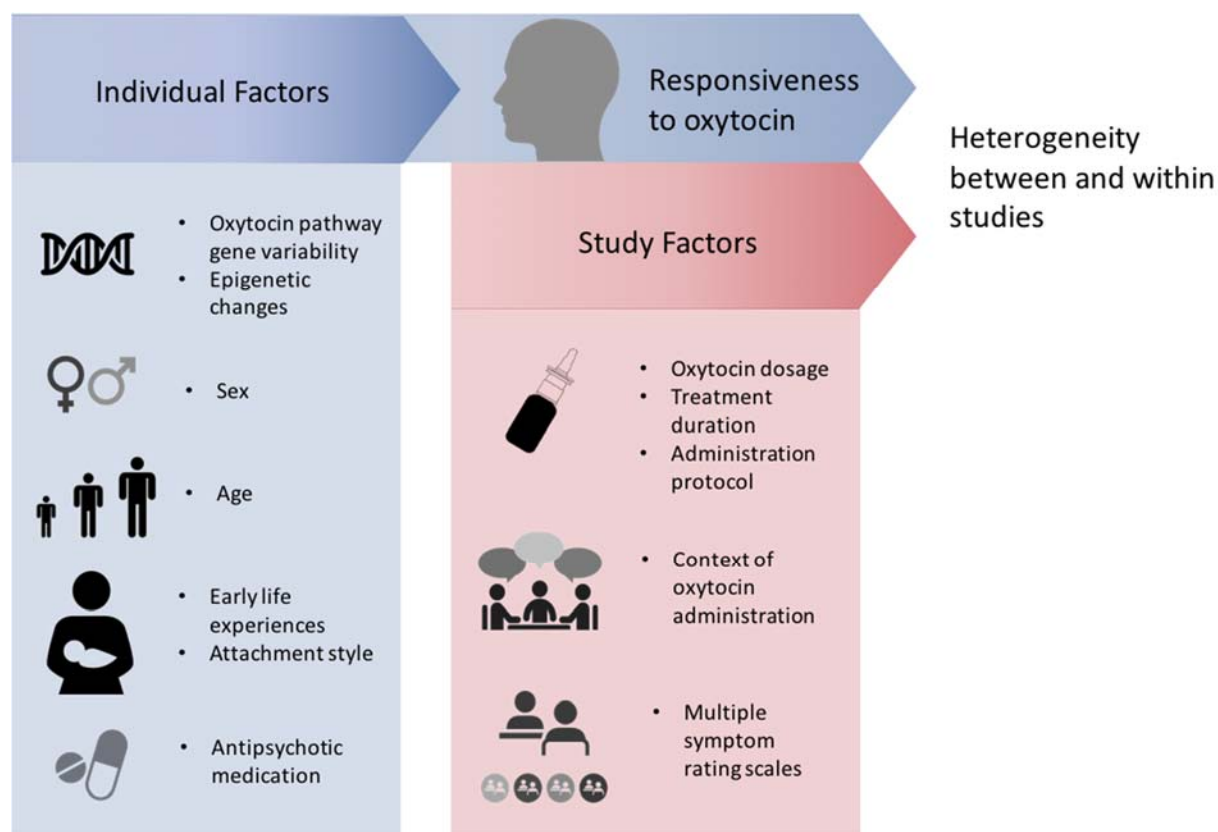 Individual Factors
Responsiveness
to oxytocin
Heterogeneity
between and within
studies
• Oxytocin pathway
gene variability
• Epigenetic
changes
• Sex
• Age
• Early life
experiences
• Attachment style
• Antipsychotic
medication
Study Factors
• Oxytocin dosage
• Treatment
duration
• Administration
protocol
• Context of
oxytocin
administration
• Multiple
symptom
rating scales